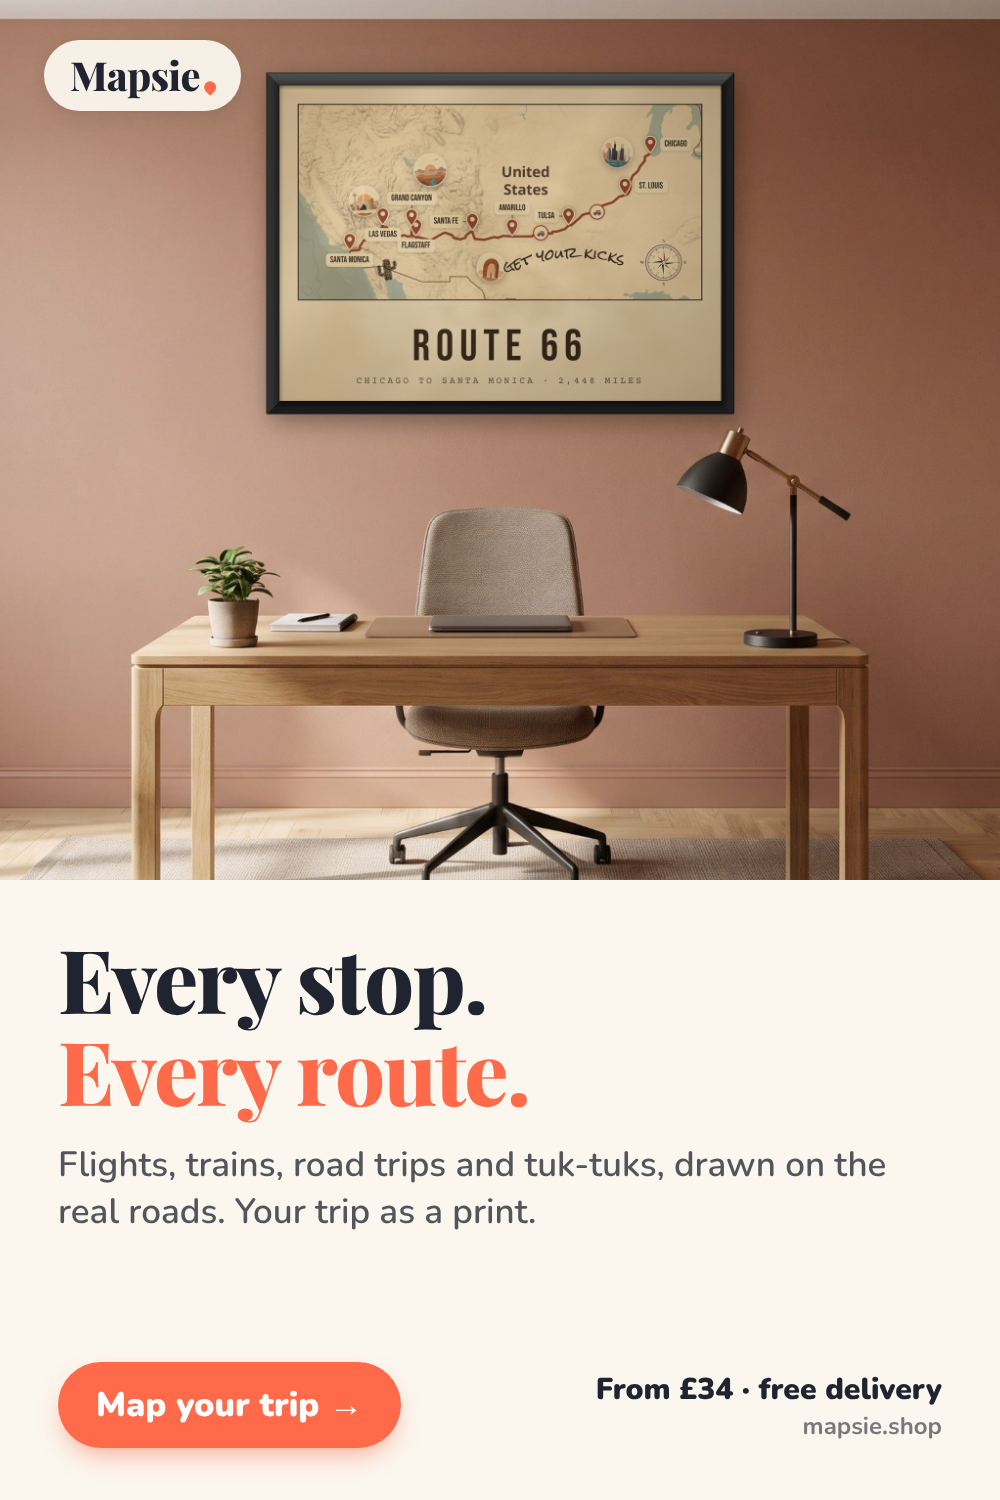 Mapsie
CHICAGO
ST. LOUIS
United
States
GRAND CANYON
AMARILLO
TULSA
SANTA FE
LAS VEGAS
FLAGSTAFF
SANTA MONICA
GET YOUR KICKS
ROUTE 66
CHICAGO TO SANTA MONICA · 2,448 MILES
Every stop.
Every route.
Flights, trains, road trips and tuk-tuks, drawn on the
real roads. Your trip as a print.
Map your trip →
From £34 · free delivery
mapsie.shop